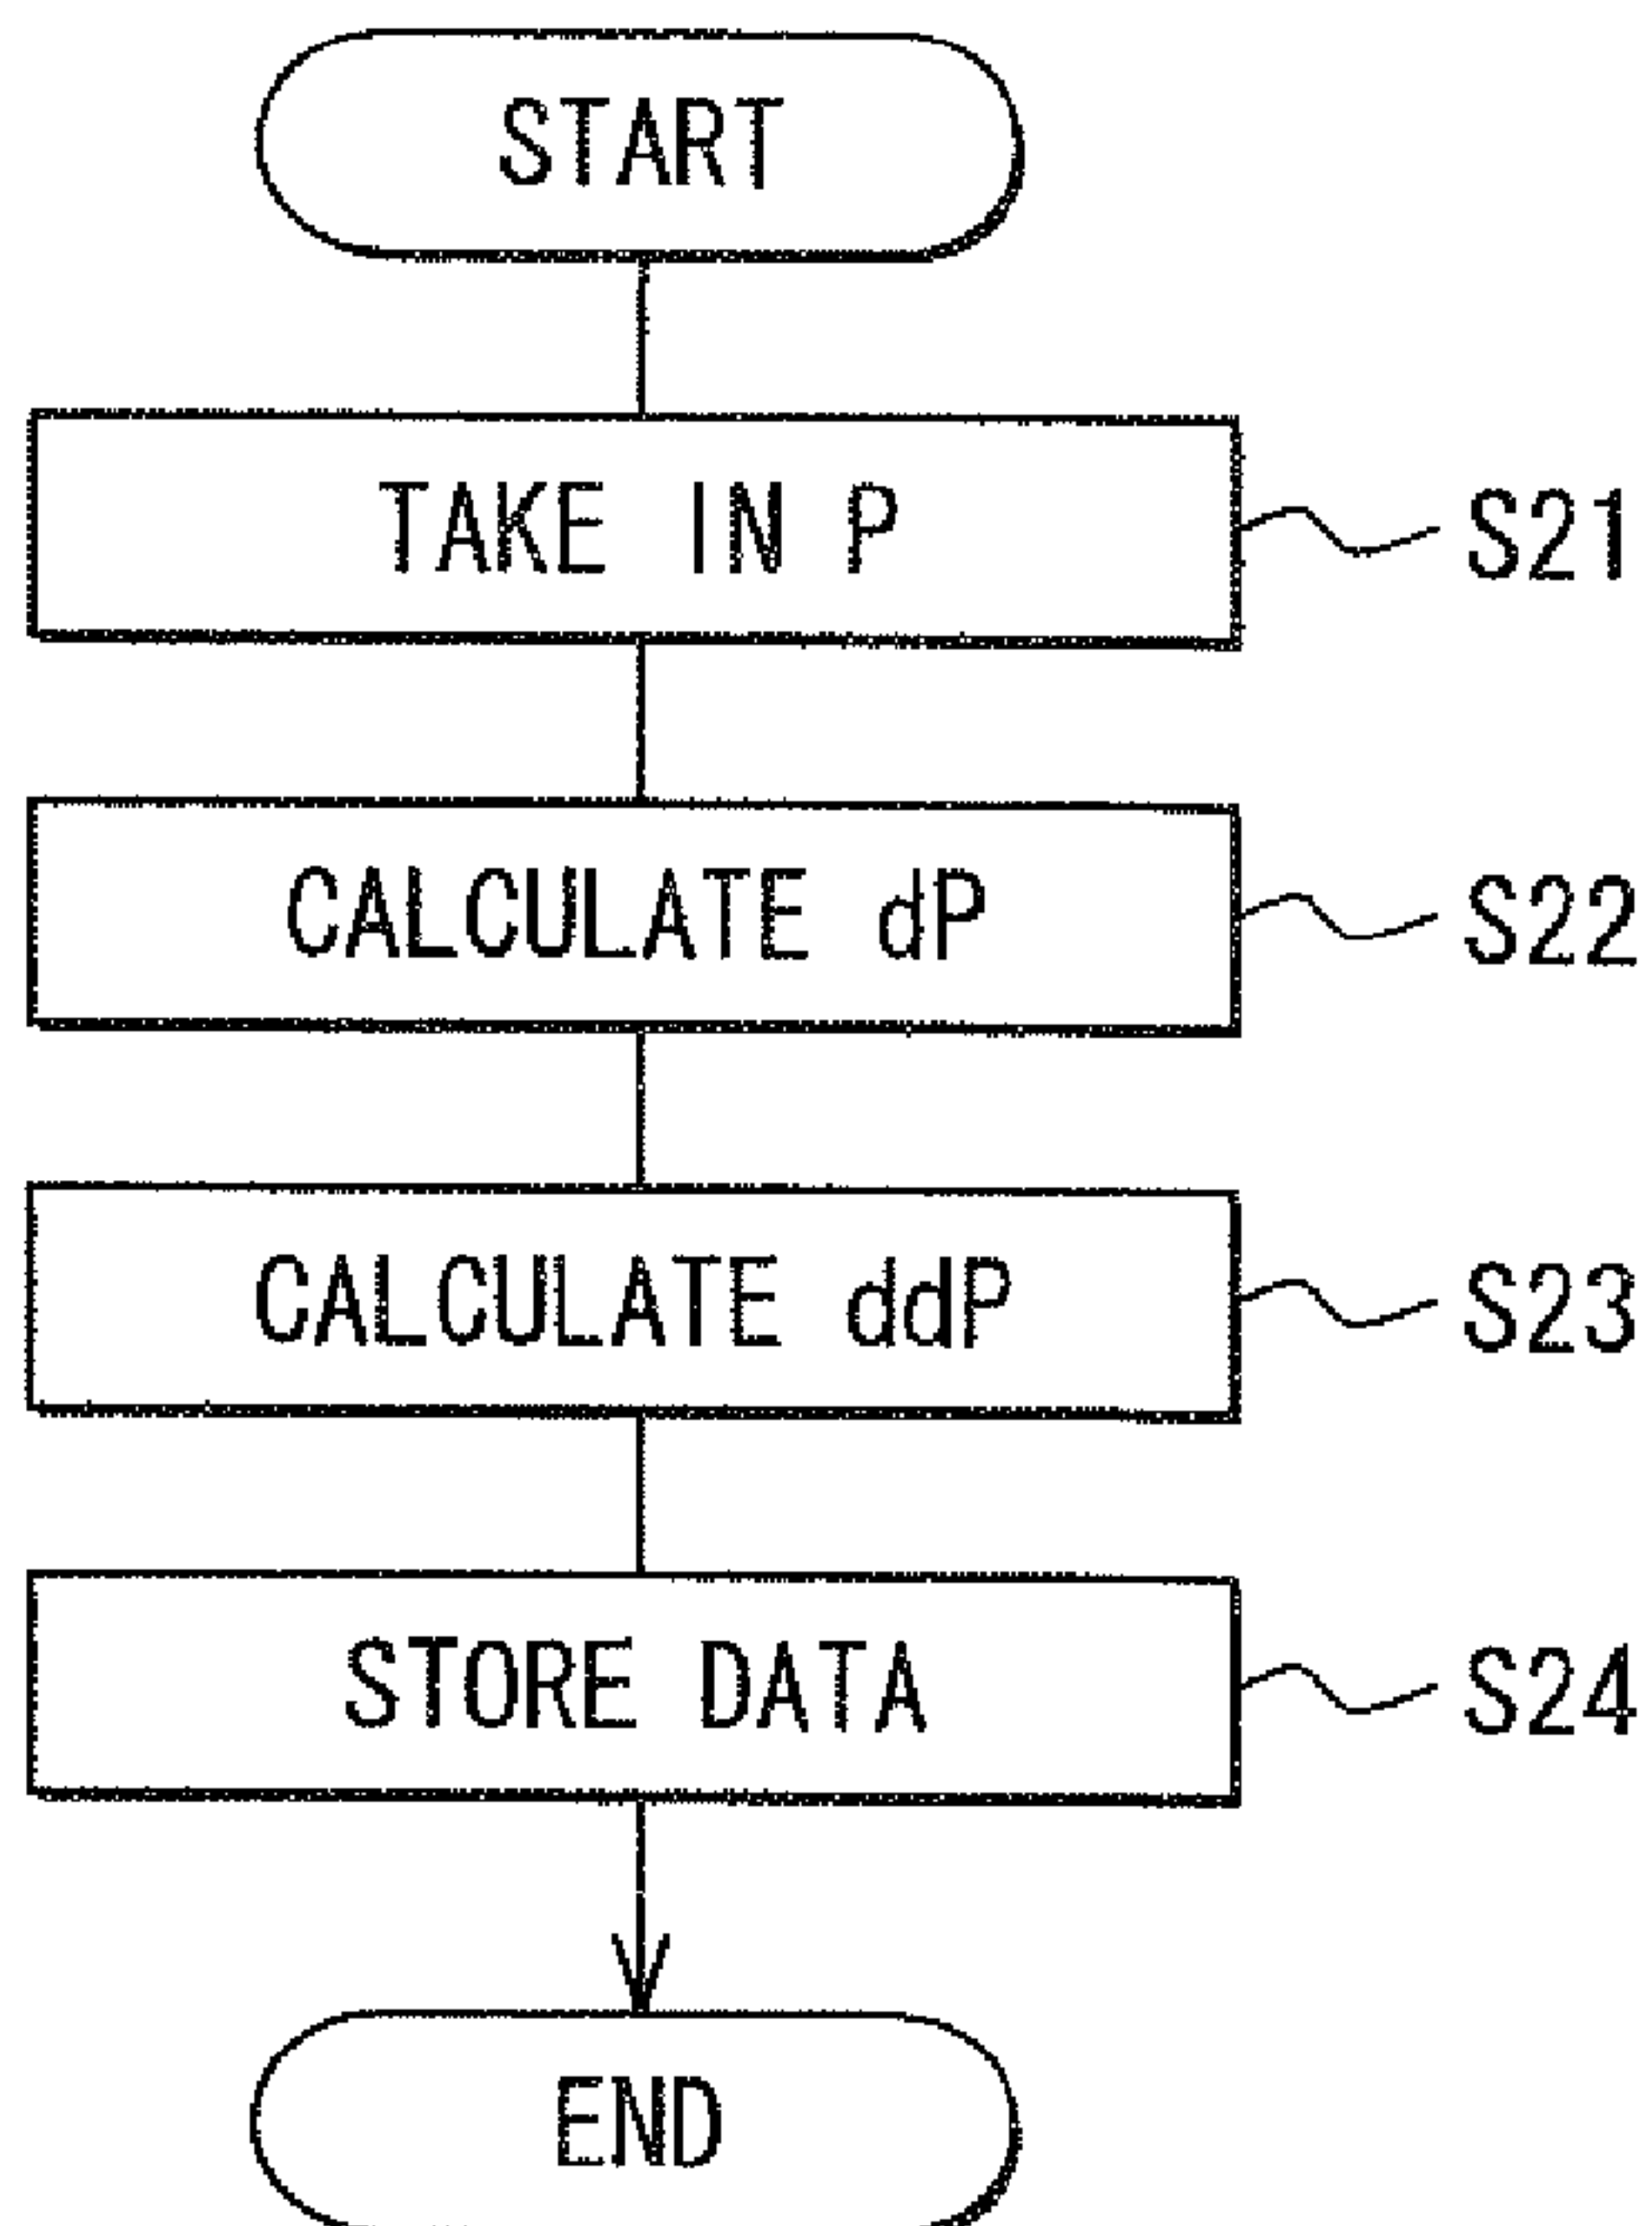 START
TAKE IN P
S21
CALCULATE dP
S22
CALCULATE ddP
S23
STORE DATA
S24
END